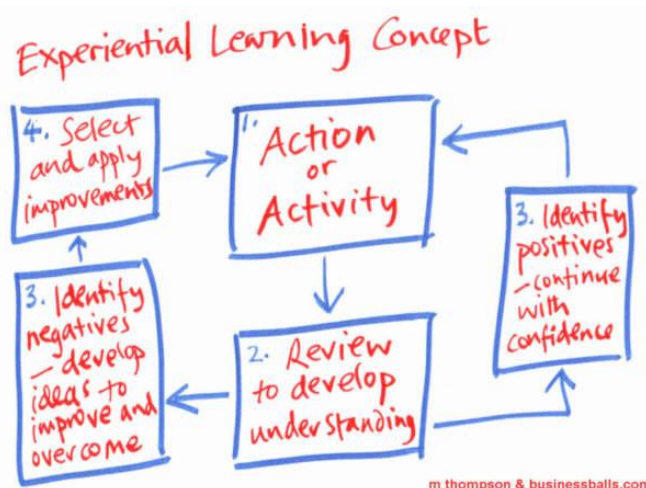 Experiential Learning Concept
4. Select
and apply
improvements
1.
Action
or
Activity
3. Identify
positives
– continue
with
confidence
3. Identify
negatives
– develop
ideas to
improve and
overcome
2. Review
to develop
understanding
m thompson & businessballs.com